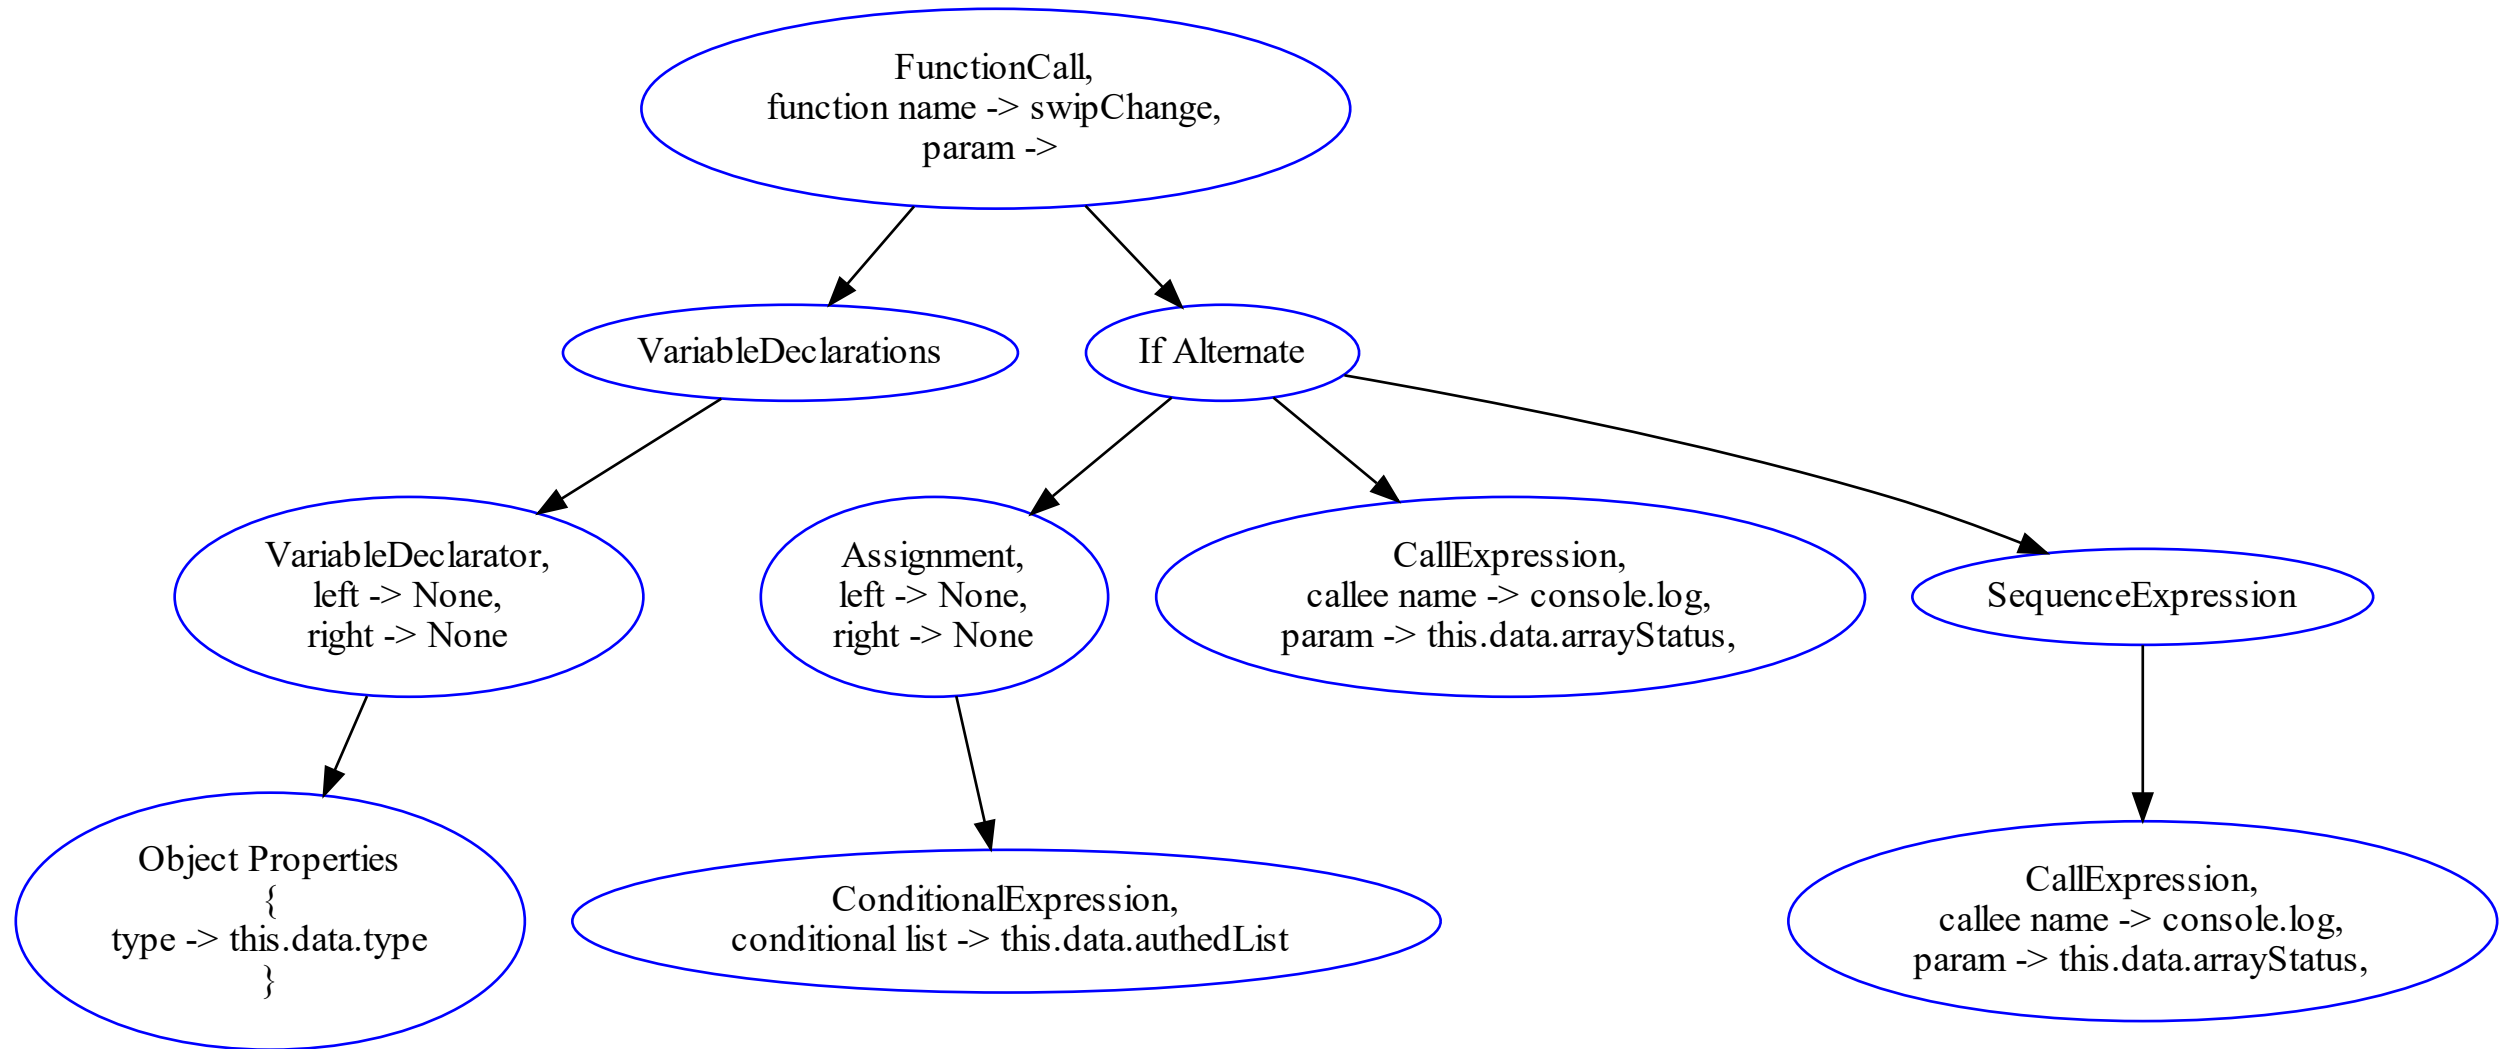 FunctionCall,
function name -> swipChange,
param ->
VariableDeclarations
If Alternate
VariableDeclarator,
left -> None,
right -> None
Assignment,
left -> None,
right -> None
CallExpression,
callee name -> console.log,
param -> this.data.arrayStatus,
SequenceExpression
Object Properties
{
type -> this.data.type
}
ConditionalExpression,
conditional list -> this.data.authedList
CallExpression,
callee name -> console.log,
param -> this.data.arrayStatus,